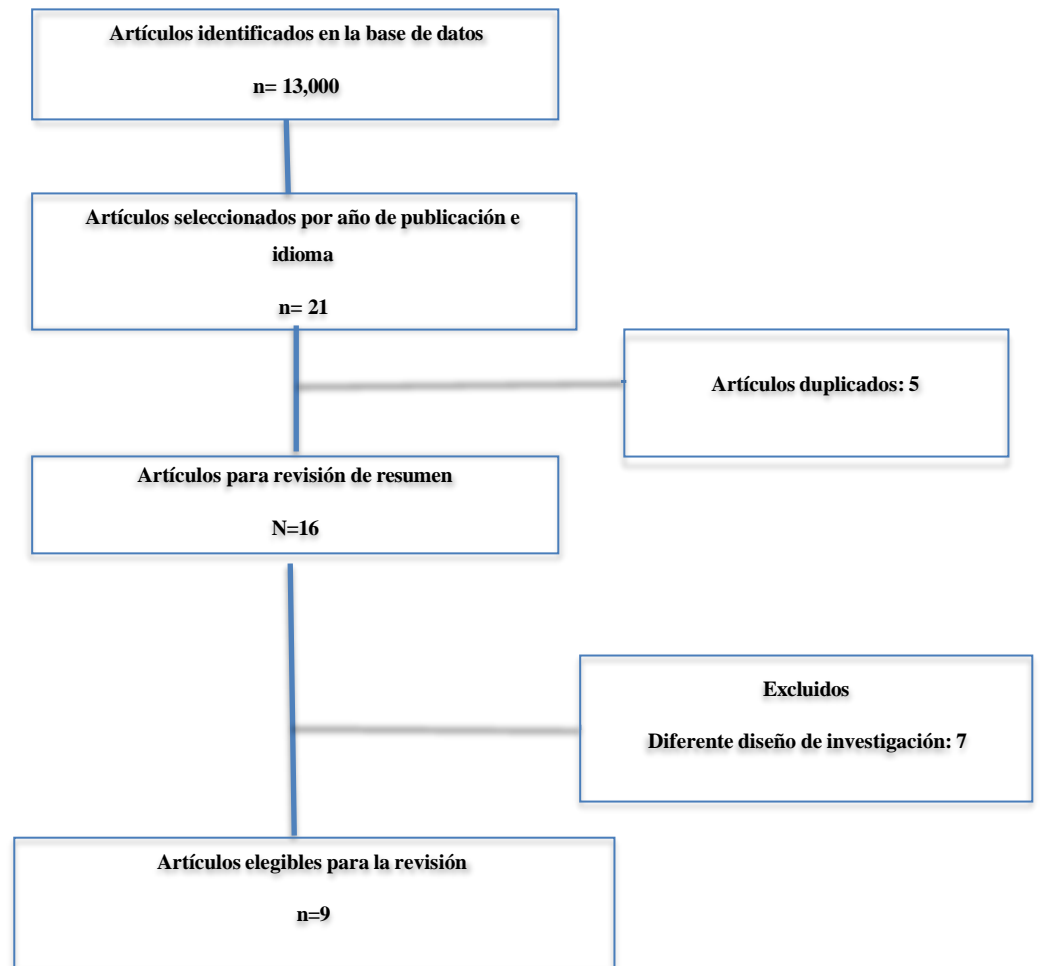 Artículos identificados en la base de datos
n= 13,000
Artículos seleccionados por año de publicación e
idioma
n= 21
Artículos duplicados: 5
Artículos para revisión de resumen
N=16
Excluidos
Diferente diseño de investigación: 7
Artículos elegibles para la revisión
n=9